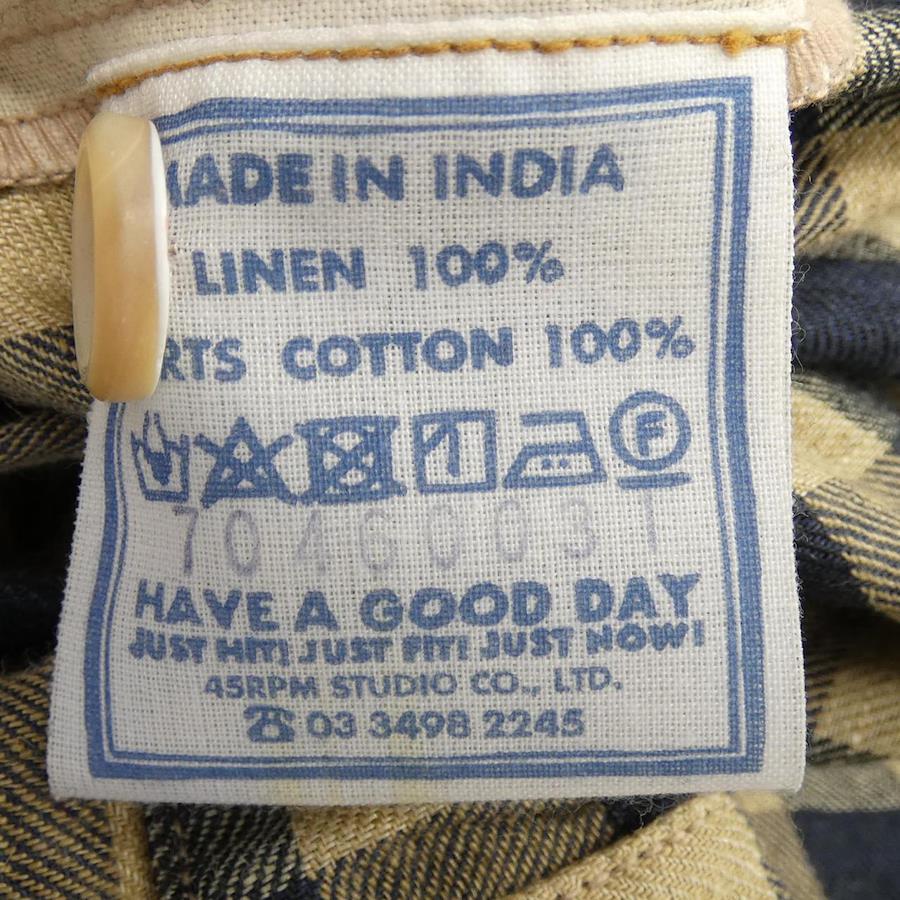 MADE IN INDIA
LINEN 100%
RTS COTTON 100%
F
HAVE A GOOD DAY
JUST HIT! JUST FIT! JUST NOW!
45RPM STUDIO CO., LTD.
☎ 03 3498 2245